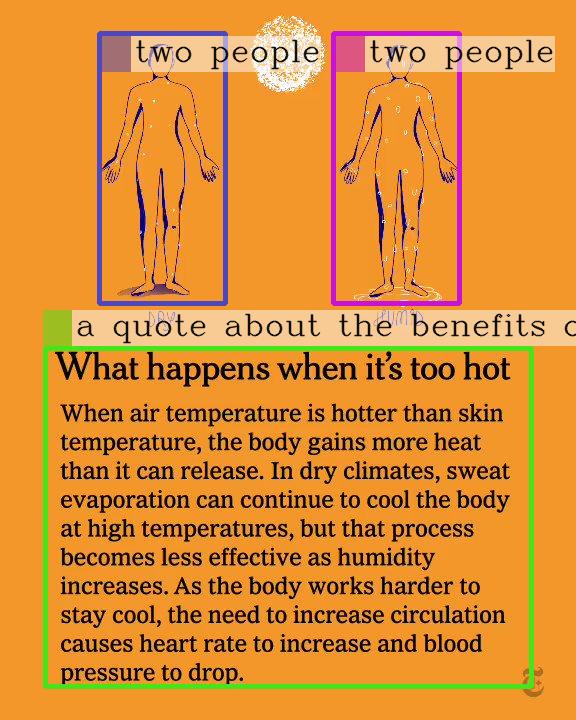 two people
two people
DRY
HUMID
a quote about the benefits o
What happens when it's too hot
When air temperature is hotter than skin
temperature, the body gains more heat
than it can release. In dry climates, sweat
evaporation can continue to cool the body
at high temperatures, but that process
becomes less effective as humidity
increases. As the body works harder to
stay cool, the need to increase circulation
causes heart rate to increase and blood
pressure to drop.